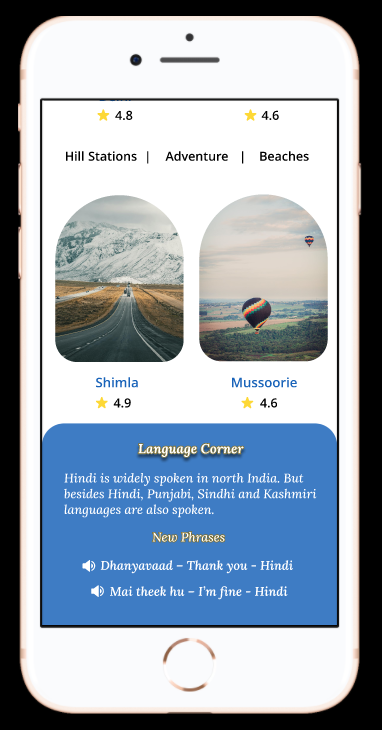 4.8 4.6
Hill Stations | Adventure | Beaches
Shimla Mussoorie
4.9 4.6
Language Corner
Hindi is widely spoken in north India. But
besides Hindi, Punjabi, Sindhi and Kashmiri
languages are also spoken.
New Phrases
Dhanyavaad – Thank you - Hindi
Mai theek hu – I'm fine - Hindi